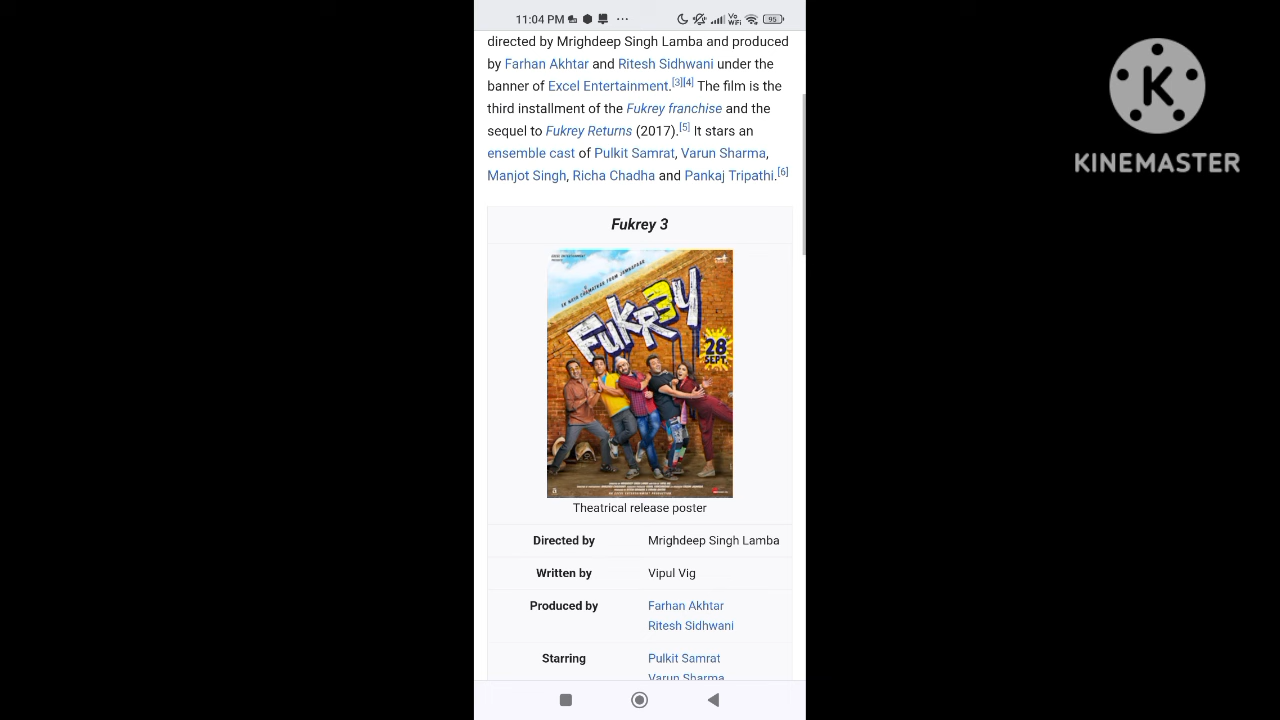 11:04 PM
Vo
WiFi
95
directed by Mrighdeep Singh Lamba and produced
by Farhan Akhtar and Ritesh Sidhwani under the
banner of Excel Entertainment.[3][4] The film is the
third installment of the Fukrey franchise and the
sequel to Fukrey Returns (2017).[5] It stars an
ensemble cast of Pulkit Samrat, Varun Sharma,
Manjot Singh, Richa Chadha and Pankaj Tripathi.[6]
Fukrey 3
FUKR3Y
28
SEPT.
Theatrical release poster
Directed by Mrighdeep Singh Lamba
Written by Vipul Vig
Produced by Farhan Akhtar
Ritesh Sidhwani
Starring Pulkit Samrat
Varun Sharma
K
KINEMASTER